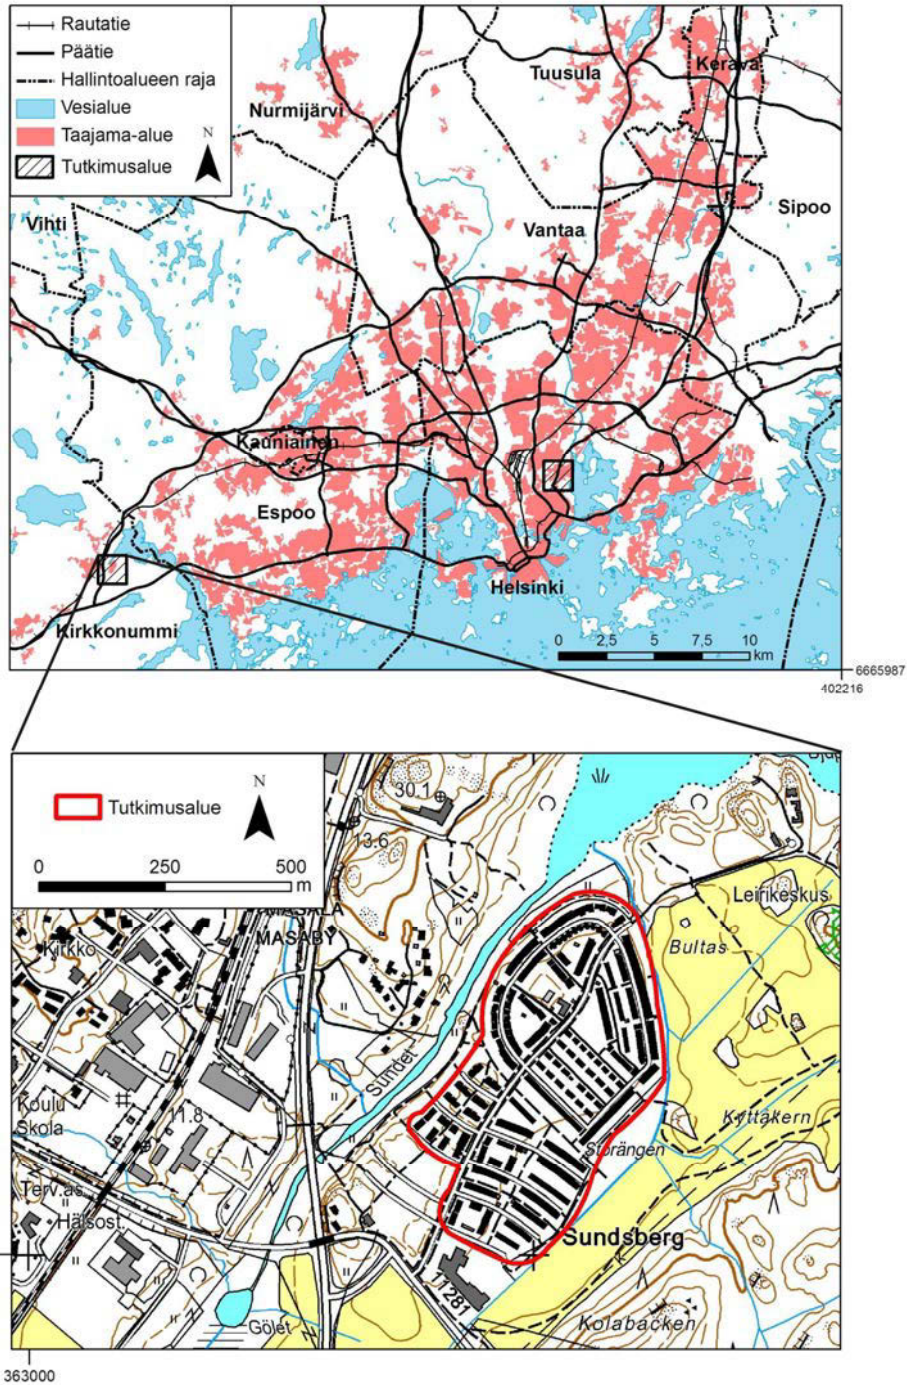 Rautatie
Päätie
Hallintoalueen raja
Vesialue
Taajama-alue
Tutkimusalue
N
Tuusula
Kerava
Nurmijärvi
Sipoo
Vihti
Vantaa
Kauniainen
Espoo
Helsinki
Kirkkonummi
0 2,5 5 7,5 10
km
6665987
402216
Tutkimusalue
N
0 250 500
m
30.1
13.6
MASALA
MASABY
Kirkko
Leirikeskus
Bultas
Sundet
Koulu
Skola
11.8
Kyttåkern
Storängen
Terv.as.
Hälsost.
Sundsberg
1281
Gölet
Kolabacken
363000